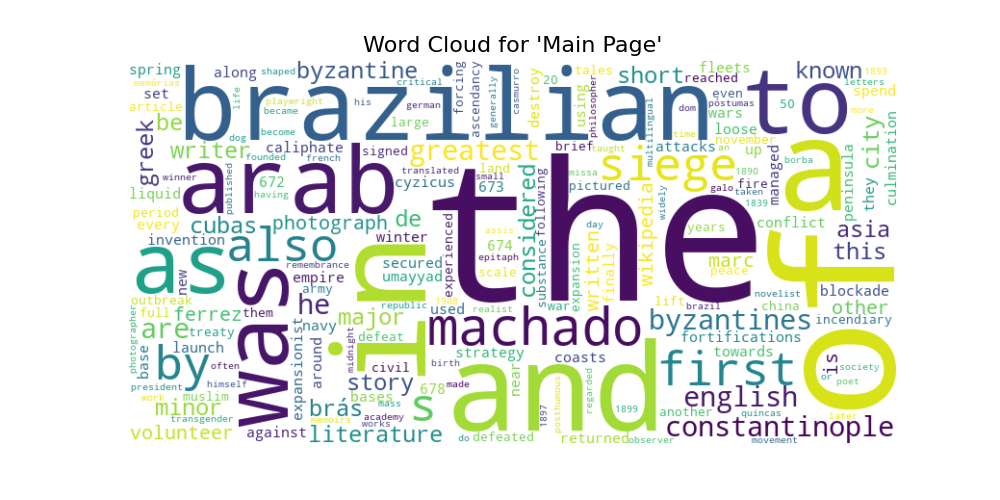 Word Cloud for 'Main Page'
spring along byzantine forcing ascendancy critical german generally casmurro destroy 20 using tales philosopher short fleets reached known 1893 letters
memórias shaped life his set article became playwright brazilian to even póstumas 50 spend more
be become dog large wars dom loose culmination
greek writer caliphate signed greatest brief attacks november up managed city
founded french translated land taught multilingual time an 1890 borba they
672 arab small siege a peninsula
liquid winner published having cyzicus 673 considered following missa pictured galo taken fire 1839
period cubas photograph de the widely years conflict asia
every also assis 674 day wikipedia marc this
invention as winter experienced epitaph substance written finally peace
new remembrance secured umayyad scale expansion lift china novelist blockade
outbreak empire in republic 1908 realist war brazil of other
full army used
photographer ferrez them was he major machado byzantines incendiary
are treaty navy defeat fortifications
base launch expansionist around midnight civil strategy coasts towards is society
by often story birth near first or poet
president muslim himself bases 678 made and regarded another english
work minor brás mass s 1897 posthumous 1899 quincas later
transgender memoirs works academy constantinople
volunteer against literature do defeated returned observer movement